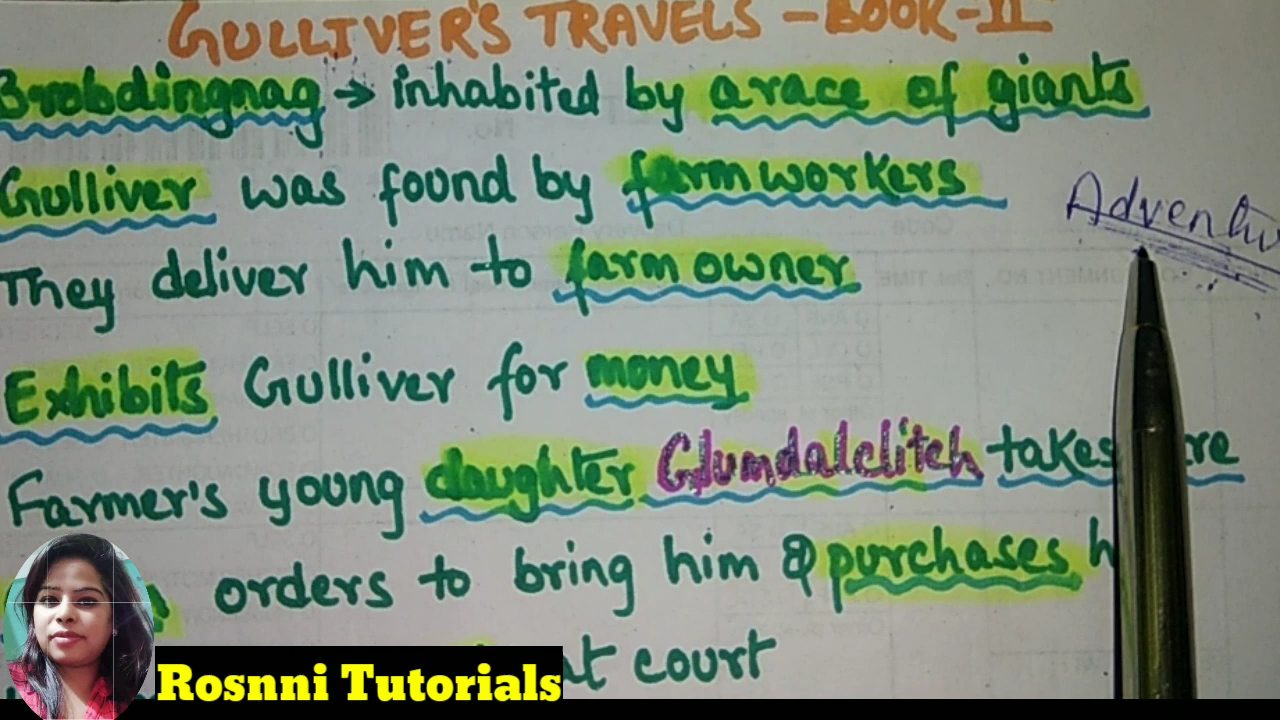 GULLIVER'S TRAVELS - BOOK-II
Brobdingnag → inhabited by a race of giants
Gulliver was found by farm workers
They deliver him to farm owner
Exhibits Gulliver for money
Farmer's young daughter Glumdalclitch takes
orders to bring him & purchases
at court
Rosnni Tutorials